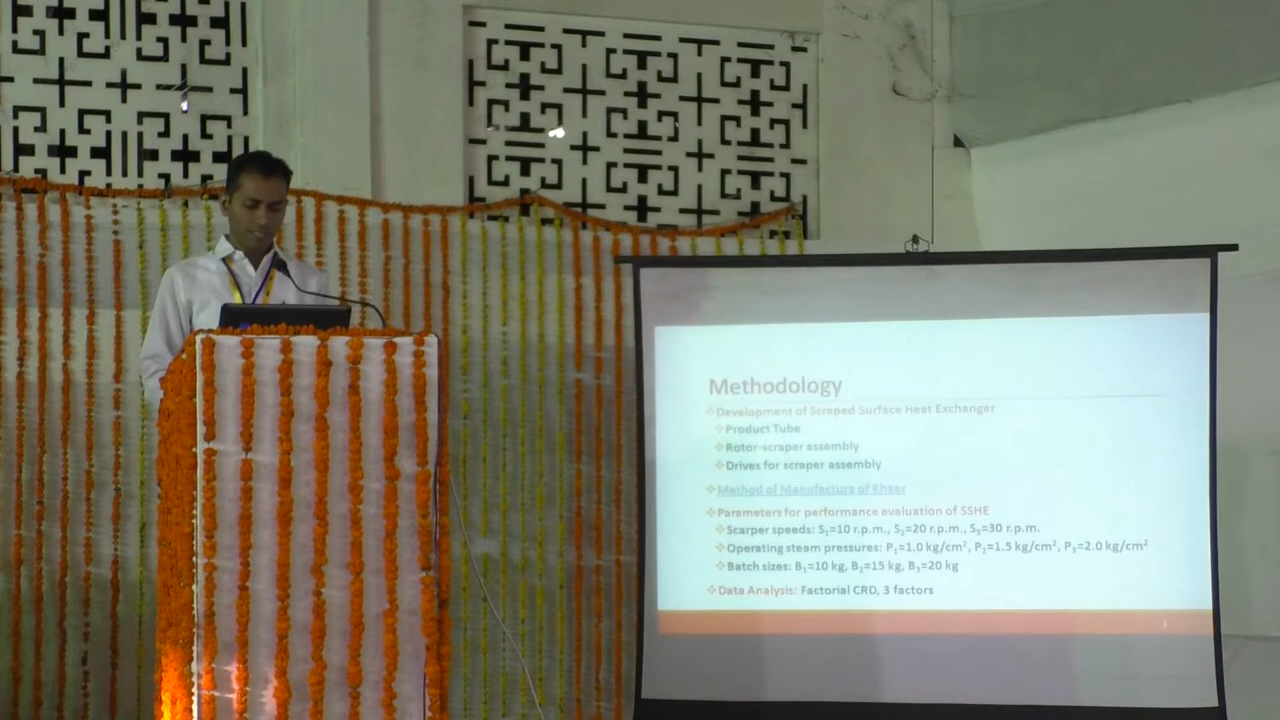 Methodology
Development of Scraped Surface Heat Exchanger
Product Tube
Rotor-scraper assembly
Drives for scraper assembly
Method of Manufacture of Kheer
Parameters for performance evaluation of SSHE
Scarper speeds: S₁=10 r.p.m., S₂=20 r.p.m., S₃=30 r.p.m.
Operating steam pressures: P₁=1.0 kg/cm², P₂=1.5 kg/cm², P₃=2.0 kg/cm²
Batch sizes: B₁=10 kg, B₂=15 kg, B₃=20 kg
Data Analysis: Factorial CRD, 3 factors